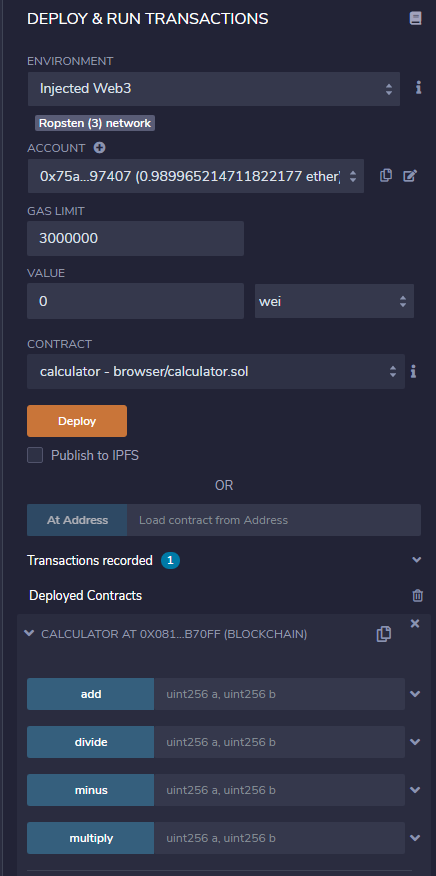 DEPLOY & RUN TRANSACTIONS
ENVIRONMENT
Injected Web3
Ropsten (3) network
ACCOUNT
0x75a...97407 (0.989965214711822177 ether)
GAS LIMIT
3000000
VALUE
0 wei
CONTRACT
calculator - browser/calculator.sol
Deploy
Publish to IPFS
OR
At Address Load contract from Address
Transactions recorded 1
Deployed Contracts
CALCULATOR AT 0X081...B70FF (BLOCKCHAIN)
add uint256 a, uint256 b
divide uint256 a, uint256 b
minus uint256 a, uint256 b
multiply uint256 a, uint256 b